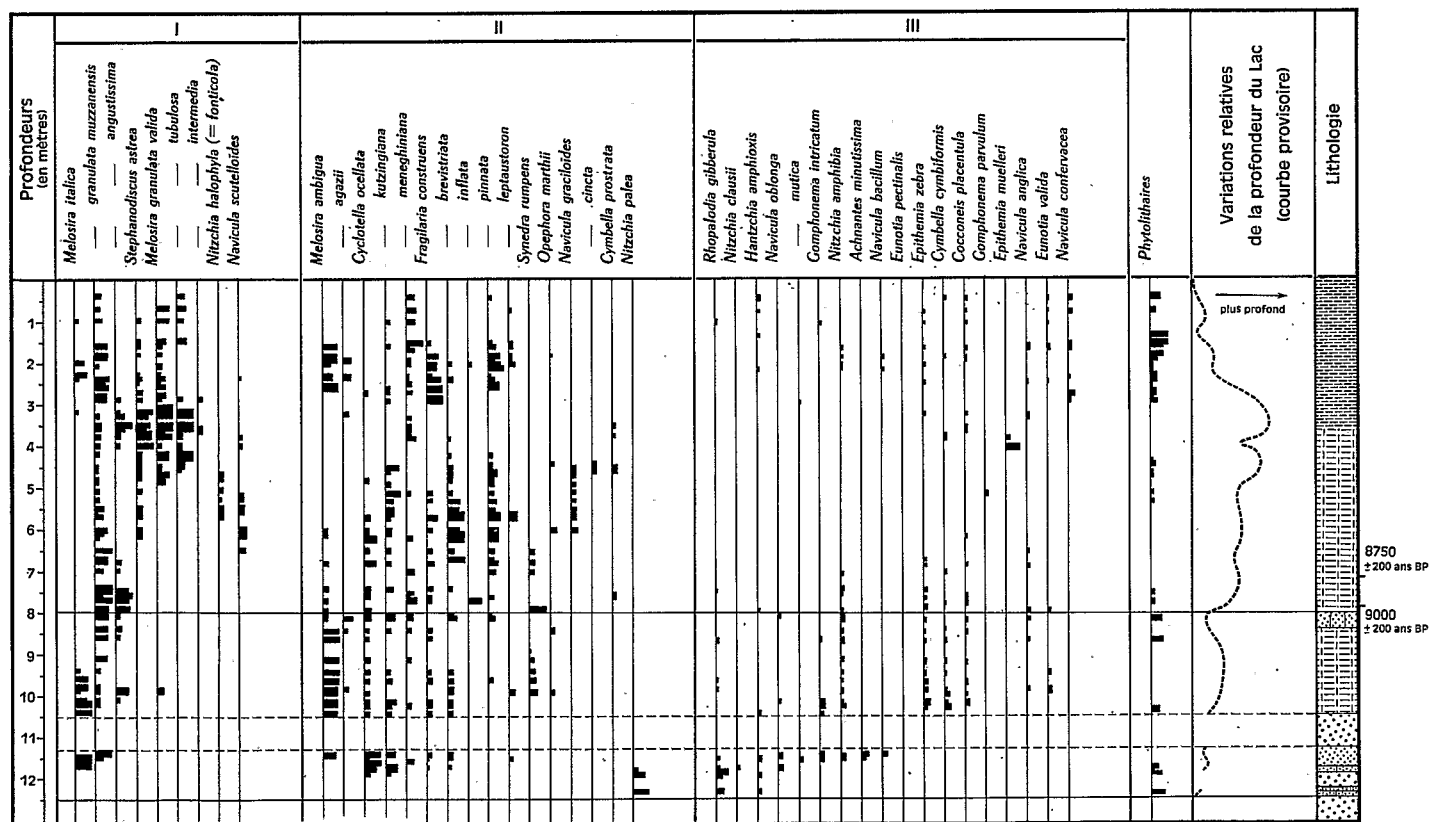 Profondeurs
(en mètres)
I
II
III
Melosira italica
— granulata muzzanensis
— angustissima
Stephanodiscus astrea
Melosira granulata valida
— tubulosa
— intermedia
Nitzchia halophyla (= fonticola)
Navicula scutelloides
Melosira ambigua
— agazii
Cyclotella ocellata
— kutzingiana
— meneghiniana
Fragilaria construens
— brevistriata
— inflata
— pinnata
— leptaustoron
Synedra rumpens
Opephora marthii
Navicula graciloides
— cincta
Cymbella prostrata
Nitzchia palea
Rhopalodia gibberula
Nitzchia clausii
Hantzchia amphioxis
Navicula oblonga
— mutica
Gomphonema intricatum
Nitzchia amphibia
Achnantes minutissima
Navicula bacillum
Eunotia pectinalis
Epithemia zebra
Cymbella cymbiformis
Cocconeis placentula
Gomphonema parvulum
Epithemia muelleri
Navicula anglica
Eunotia valida
Navicula confervacea
Phytolithaires
Variations relatives
de la profondeur du Lac
(courbe provisoire)
Lithologie
plus profond
1
2
3
4
5
6
7
8
9
10
11
12
8750
±200 ans BP
9000
±200 ans BP